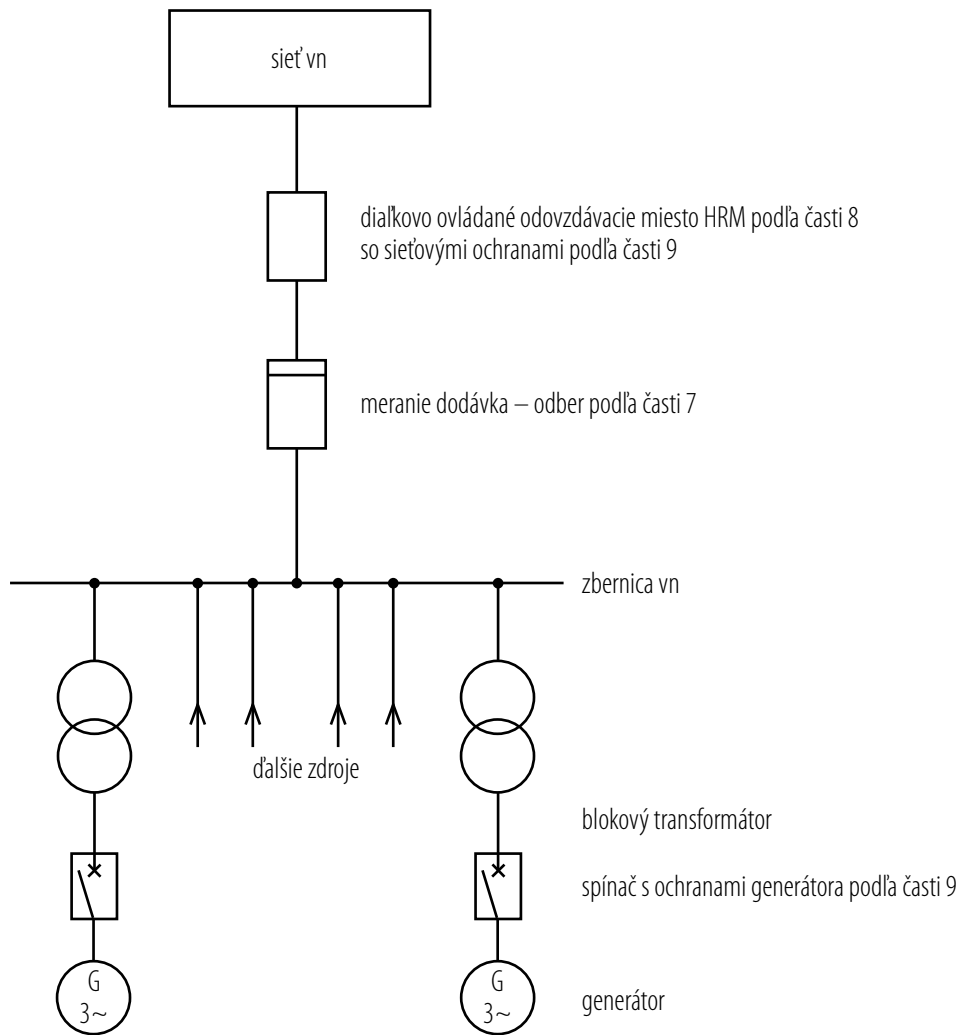 sieť vn
diaľkovo ovládané odovzdávacie miesto HRM podľa časti 8
so sieťovými ochranami podľa časti 9
meranie dodávka – odber podľa časti 7
zbernica vn
ďalšie zdroje
blokový transformátor
spínač s ochranami generátora podľa časti 9
G
3~
G
3~
generátor